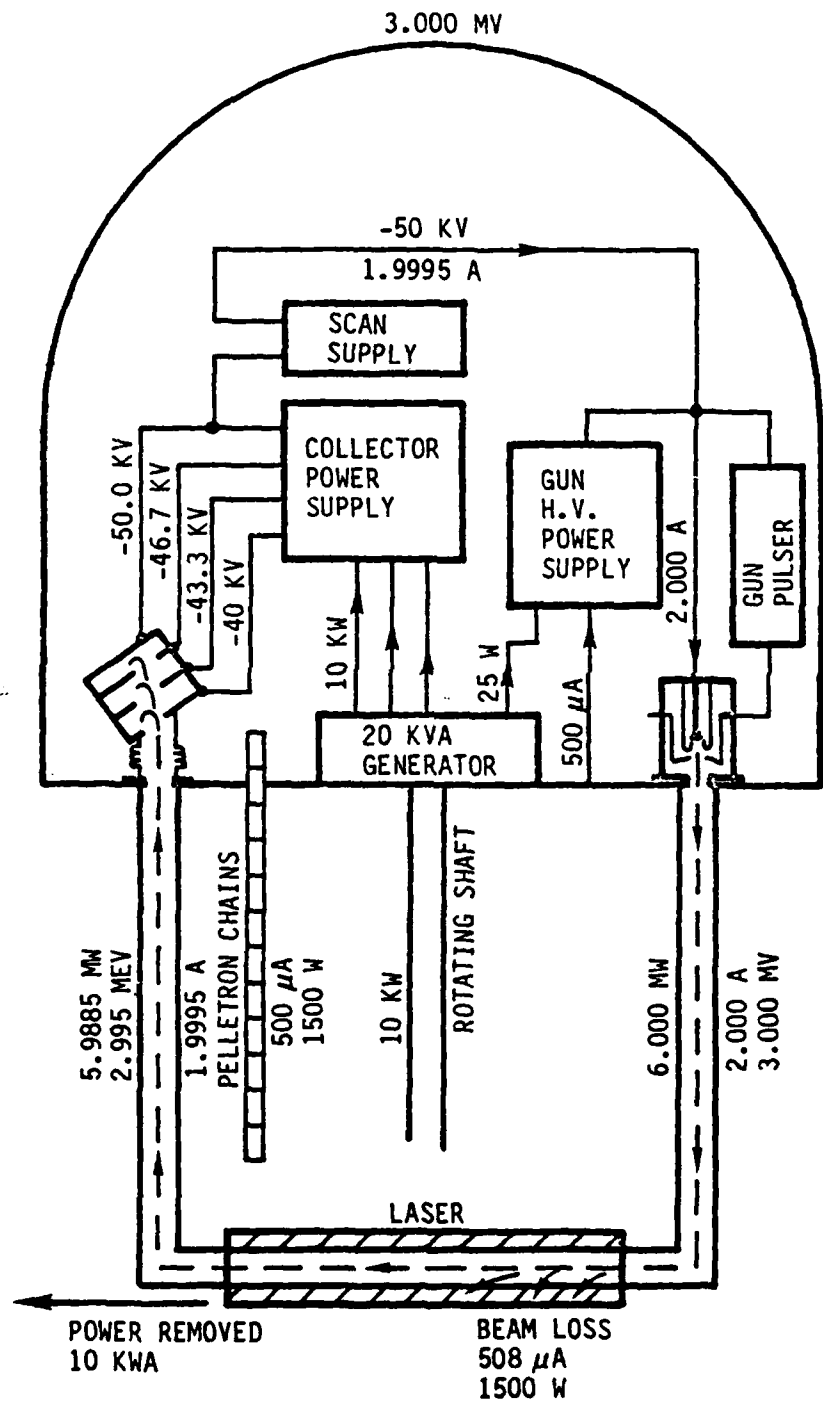 3.000 MV
-50 KV
1.9995 A
SCAN
SUPPLY
COLLECTOR
POWER
SUPPLY
GUN
H.V.
POWER
SUPPLY
GUN
PULSER
-50.0 KV
-46.7 KV
-43.3 KV
-40 KV
10 KW
25 W
500 µA
2.000 A
20 KVA
GENERATOR
5.9885 MW
2.995 MEV
1.9995 A
PELLETRON CHAINS
500 µA
1500 W
10 KW
ROTATING SHAFT
6.000 MW
2.000 A
3.000 MV
LASER
POWER REMOVED
10 KWA
BEAM LOSS
508 µA
1500 W